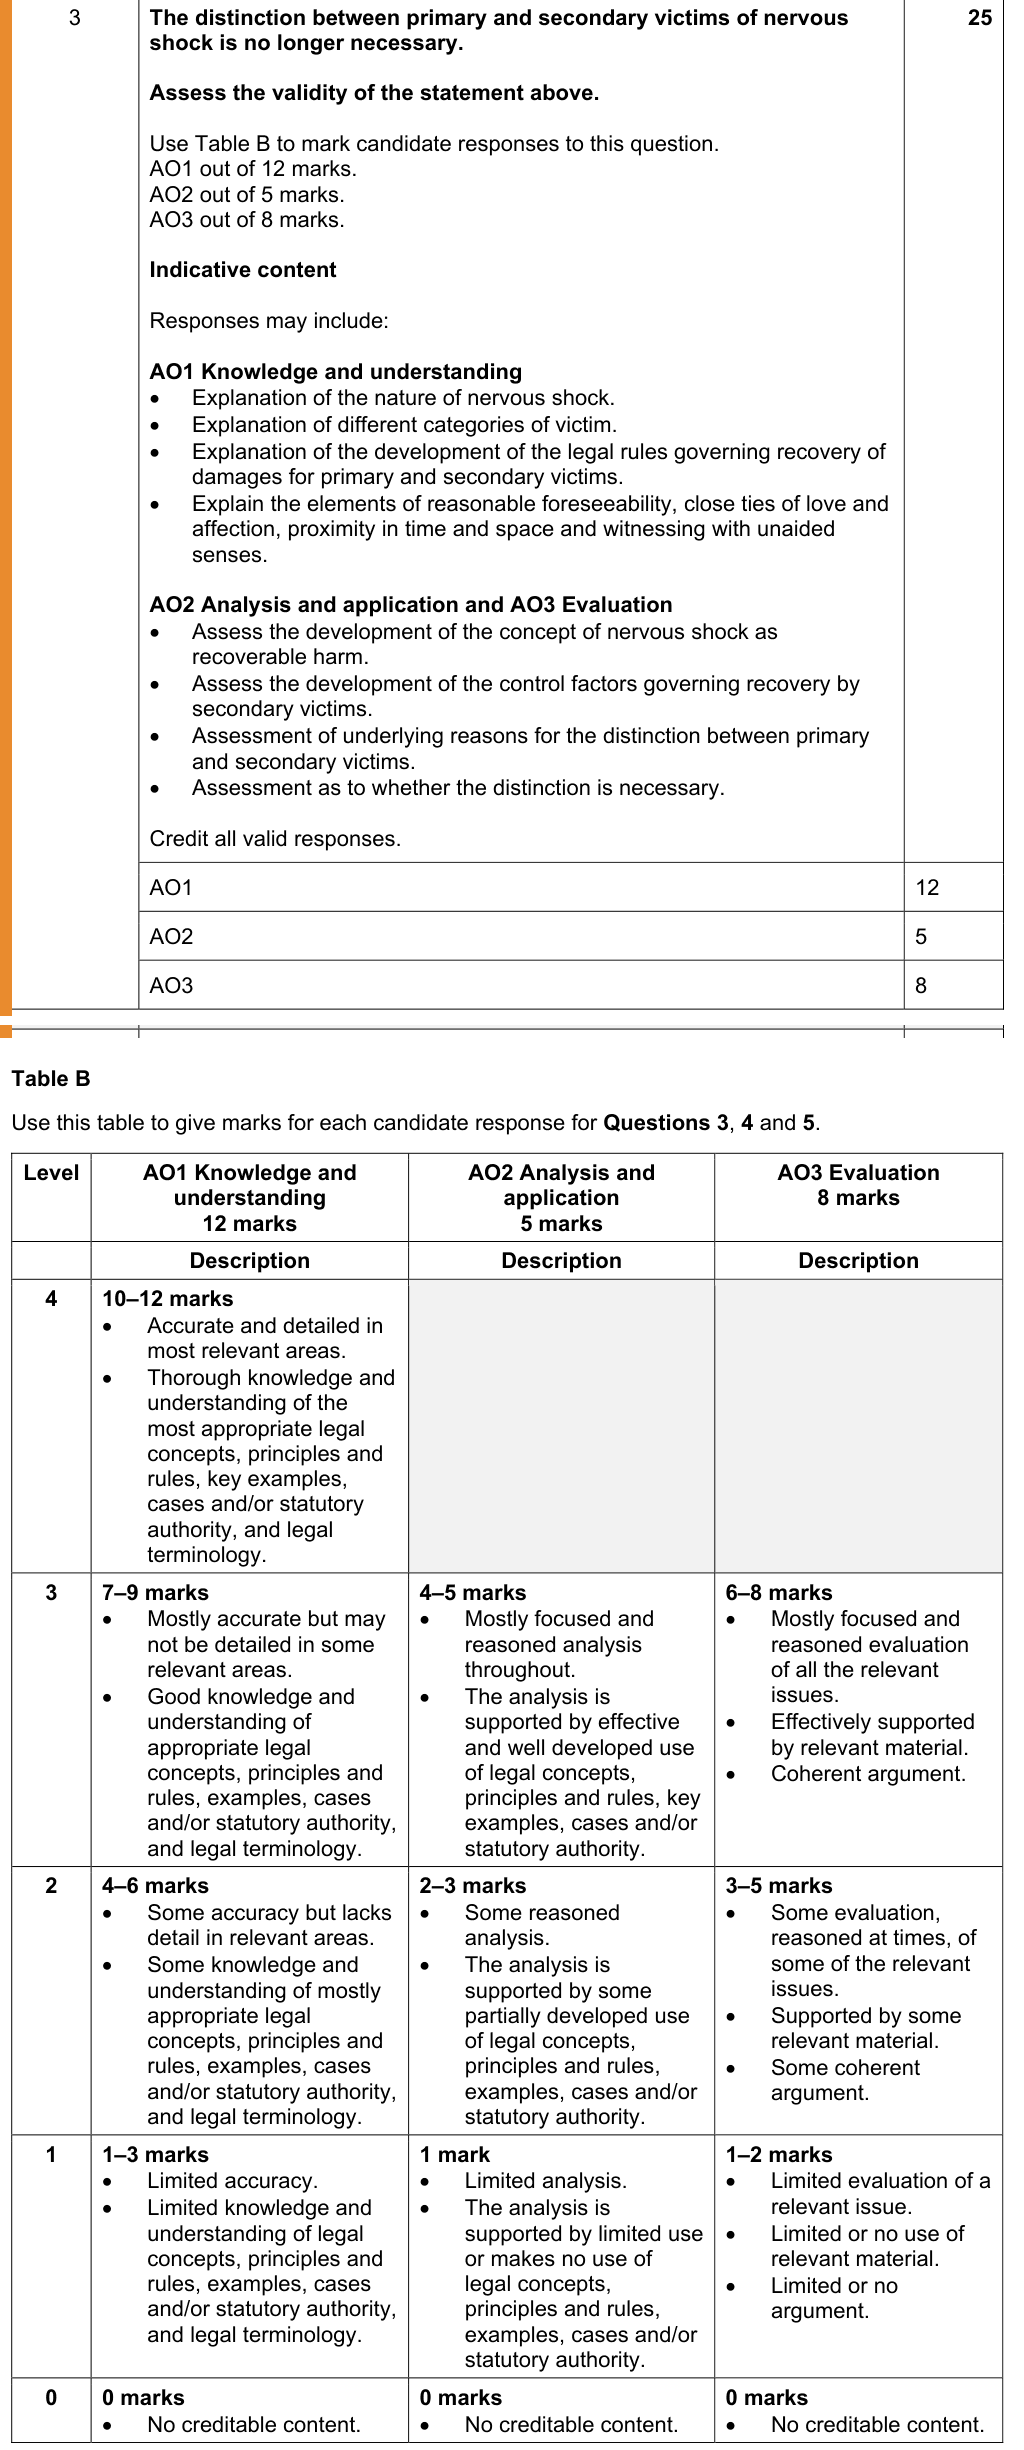 3
The distinction between primary and secondary victims of nervous
shock is no longer necessary.
25
Assess the validity of the statement above.
Use Table B to mark candidate responses to this question.
AO1 out of 12 marks.
AO2 out of 5 marks.
AO3 out of 8 marks.
Indicative content
Responses may include:
AO1 Knowledge and understanding
• Explanation of the nature of nervous shock.
• Explanation of different categories of victim.
• Explanation of the development of the legal rules governing recovery of
damages for primary and secondary victims.
• Explain the elements of reasonable foreseeability, close ties of love and
affection, proximity in time and space and witnessing with unaided
senses.
AO2 Analysis and application and AO3 Evaluation
• Assess the development of the concept of nervous shock as
recoverable harm.
• Assess the development of the control factors governing recovery by
secondary victims.
• Assessment of underlying reasons for the distinction between primary
and secondary victims.
• Assessment as to whether the distinction is necessary.
Credit all valid responses.
AO1 12
AO2 5
AO3 8
Table B
Use this table to give marks for each candidate response for Questions 3, 4 and 5.
Level
AO1 Knowledge and
understanding
12 marks
AO2 Analysis and
application
5 marks
AO3 Evaluation
8 marks
Description
Description
Description
4
10–12 marks
• Accurate and detailed in
most relevant areas.
• Thorough knowledge and
understanding of the
most appropriate legal
concepts, principles and
rules, key examples,
cases and/or statutory
authority, and legal
terminology.
3
7–9 marks
• Mostly accurate but may
not be detailed in some
relevant areas.
• Good knowledge and
understanding of
appropriate legal
concepts, principles and
rules, examples, cases
and/or statutory authority,
and legal terminology.
4–5 marks
• Mostly focused and
reasoned analysis
throughout.
• The analysis is
supported by effective
and well developed use
of legal concepts,
principles and rules, key
examples, cases and/or
statutory authority.
6–8 marks
• Mostly focused and
reasoned evaluation
of all the relevant
issues.
• Effectively supported
by relevant material.
• Coherent argument.
2
4–6 marks
• Some accuracy but lacks
detail in relevant areas.
• Some knowledge and
understanding of mostly
appropriate legal
concepts, principles and
rules, examples, cases
and/or statutory authority,
and legal terminology.
2–3 marks
• Some reasoned
analysis.
• The analysis is
supported by some
partially developed use
of legal concepts,
principles and rules,
examples, cases and/or
statutory authority.
3–5 marks
• Some evaluation,
reasoned at times, of
some of the relevant
issues.
• Supported by some
relevant material.
• Some coherent
argument.
1
1–3 marks
• Limited accuracy.
• Limited knowledge and
understanding of legal
concepts, principles and
rules, examples, cases
and/or statutory authority,
and legal terminology.
1 mark
• Limited analysis.
• The analysis is
supported by limited use
or makes no use of
legal concepts,
principles and rules,
examples, cases and/or
statutory authority.
1–2 marks
• Limited evaluation of a
relevant issue.
• Limited or no use of
relevant material.
• Limited or no
argument.
0
0 marks
• No creditable content.
0 marks
• No creditable content.
0 marks
• No creditable content.